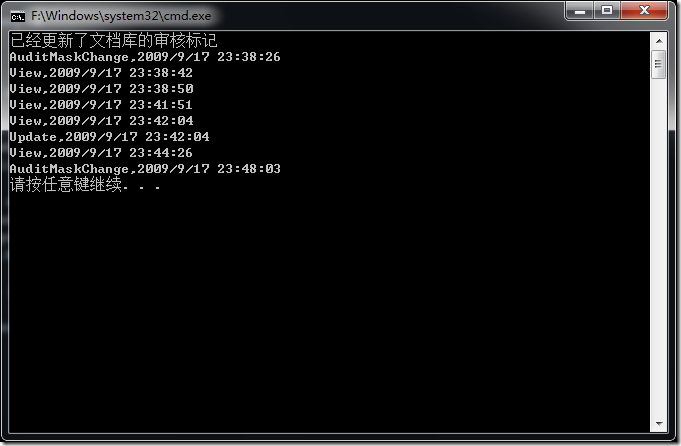 F:\Windows\system32\cmd.exe
已经更新了文档库的审核标记
AuditMaskChange,2009/9/17 23:38:26
View,2009/9/17 23:38:42
View,2009/9/17 23:38:50
View,2009/9/17 23:41:51
View,2009/9/17 23:42:04
Update,2009/9/17 23:42:04
View,2009/9/17 23:44:26
AuditMaskChange,2009/9/17 23:48:03
请按任意键继续. . .